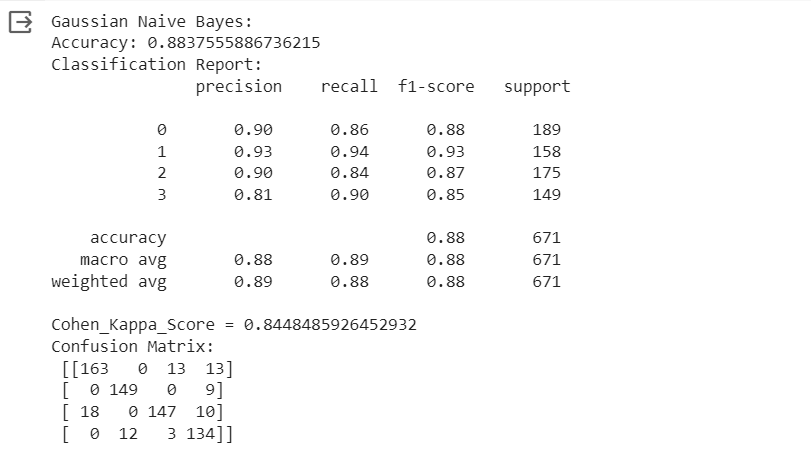 Gaussian Naive Bayes:
Accuracy: 0.8837555886736215
Classification Report:
precision recall f1-score support
0 0.90 0.86 0.88 189
1 0.93 0.94 0.93 158
2 0.90 0.84 0.87 175
3 0.81 0.90 0.85 149
accuracy 0.88 671
macro avg 0.88 0.89 0.88 671
weighted avg 0.89 0.88 0.88 671
Cohen_Kappa_Score = 0.8448485926452932
Confusion Matrix:
[[163 0 13 13]
[ 0 149 0 9]
[ 18 0 147 10]
[ 0 12 3 134]]